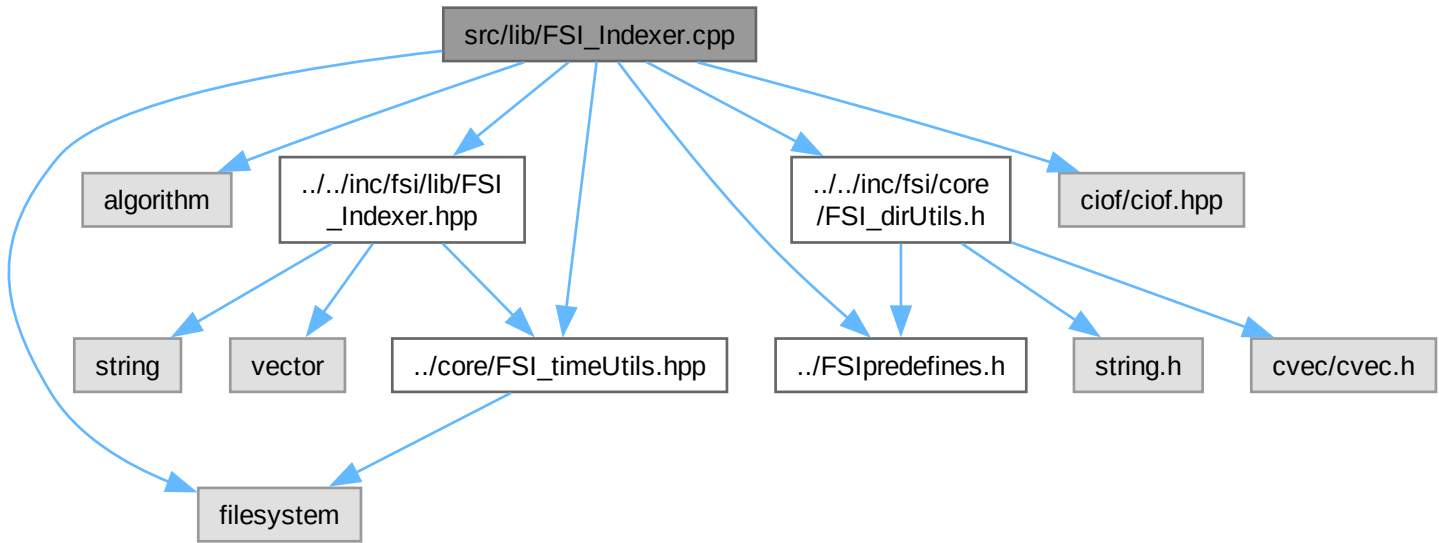 src/lib/FSI_Indexer.cpp
algorithm
../../inc/fsi/lib/FSI
_Indexer.hpp
../../inc/fsi/core
/FSI_dirUtils.h
ciof/ciof.hpp
string
vector
../core/FSI_timeUtils.hpp
../FSIpredefines.h
string.h
cvec/cvec.h
filesystem